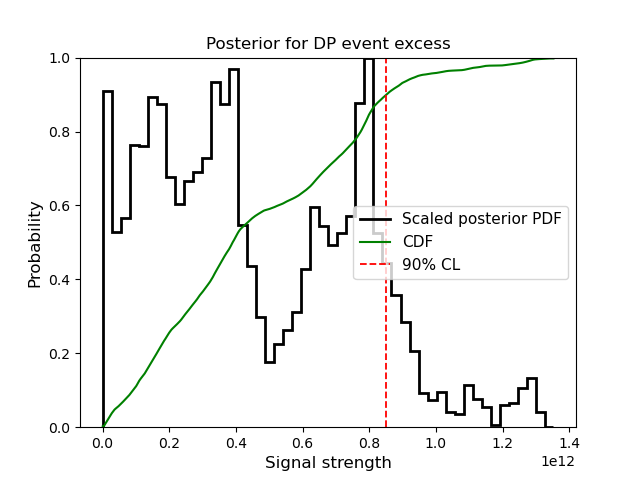 Posterior for DP event excess
1.0
0.8
0.6
0.4
0.2
0.0
Probability
Scaled posterior PDF
CDF
90% CL
0.0 0.2 0.4 0.6 0.8 1.0 1.2 1.4
1e12
Signal strength